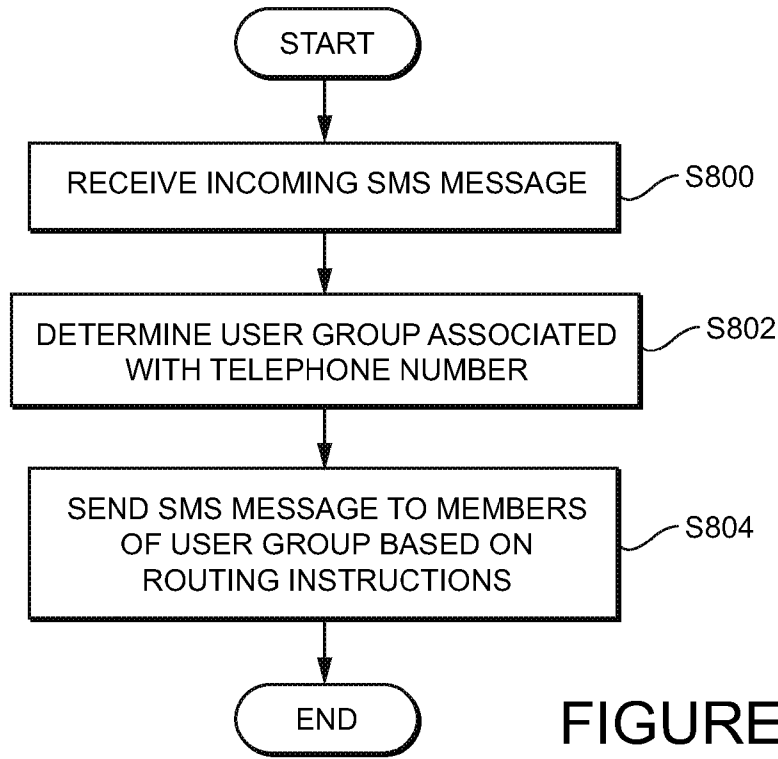 START
RECEIVE INCOMING SMS MESSAGE
S800
DETERMINE USER GROUP ASSOCIATED
WITH TELEPHONE NUMBER
S802
SEND SMS MESSAGE TO MEMBERS
OF USER GROUP BASED ON
ROUTING INSTRUCTIONS
S804
END
FIGURE